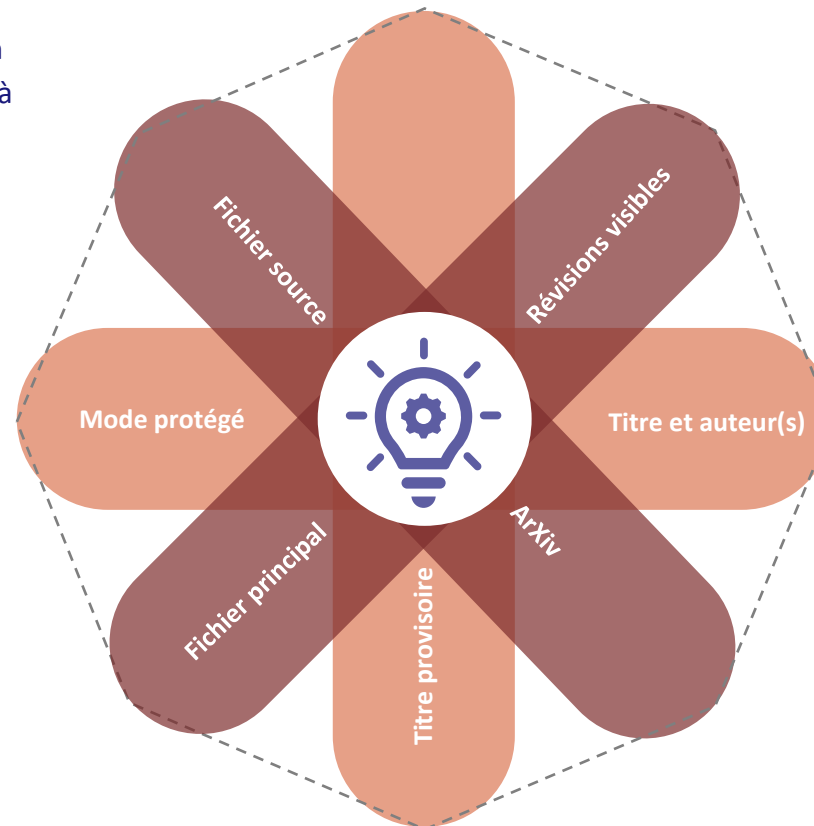 à
Fichier source
Révisions visibles
Mode protégé
Titre et auteur(s)
Fichier principal
ArXiv
Titre provisoire